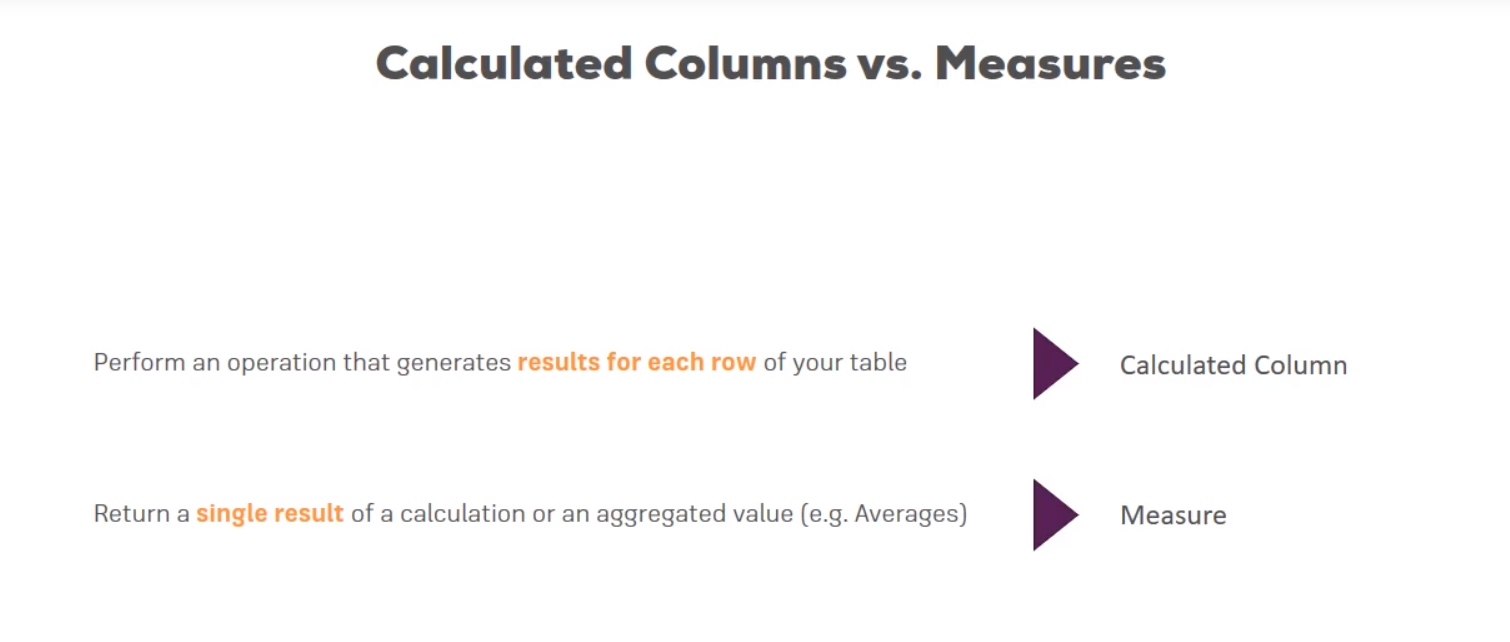 Calculated Columns vs. Measures
Perform an operation that generates results for each row of your table
Calculated Column
Return a single result of a calculation or an aggregated value (e.g. Averages)
Measure